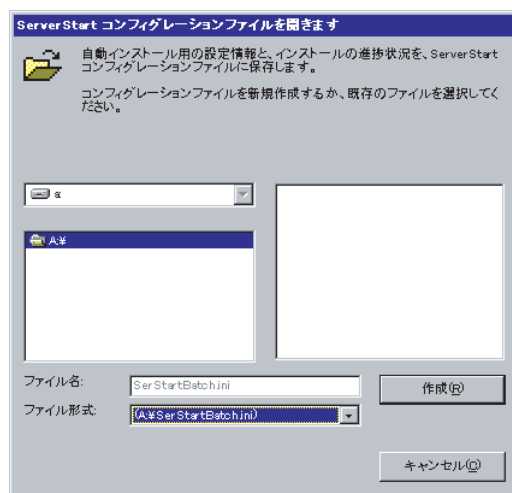 ServerStart コンフィグレーションファイルを開きます
自動インストール用の設定情報と、インストールの進捗状況を、ServerStart
コンフィグレーションファイルに保存します。
コンフィグレーションファイルを新規作成するか、既存のファイルを選択してく
ださい。
a:
A:¥
ファイル名:
SerStartBatch.ini
作成(R)
ファイル形式:
(A:¥SerStartBatch.ini)
キャンセル(Q)